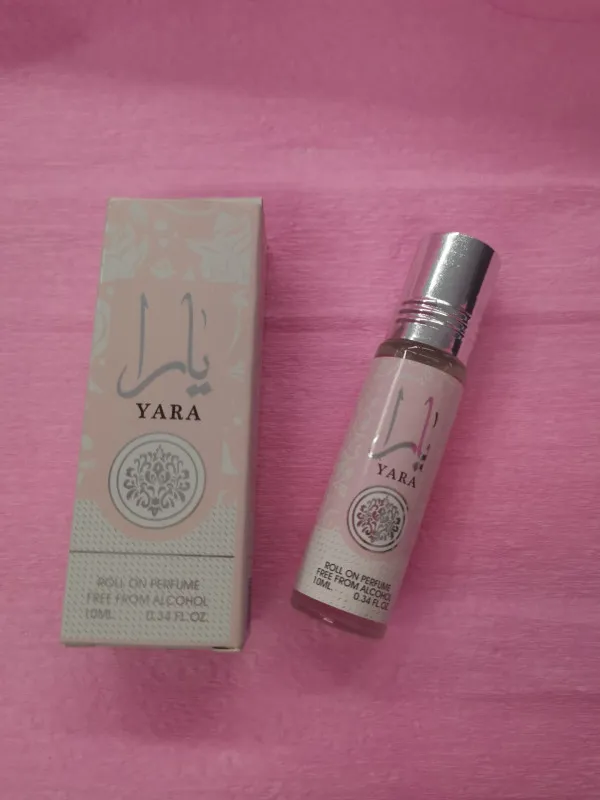 يارا
YARA
ROLL ON PERFUME
FREE FROM ALCOHOL
10ML. 0.34 FL.OZ.
يارا
YARA
ROLL ON PERFUME
FREE FROM ALCOHOL
10ML. 0.34 FL.OZ.